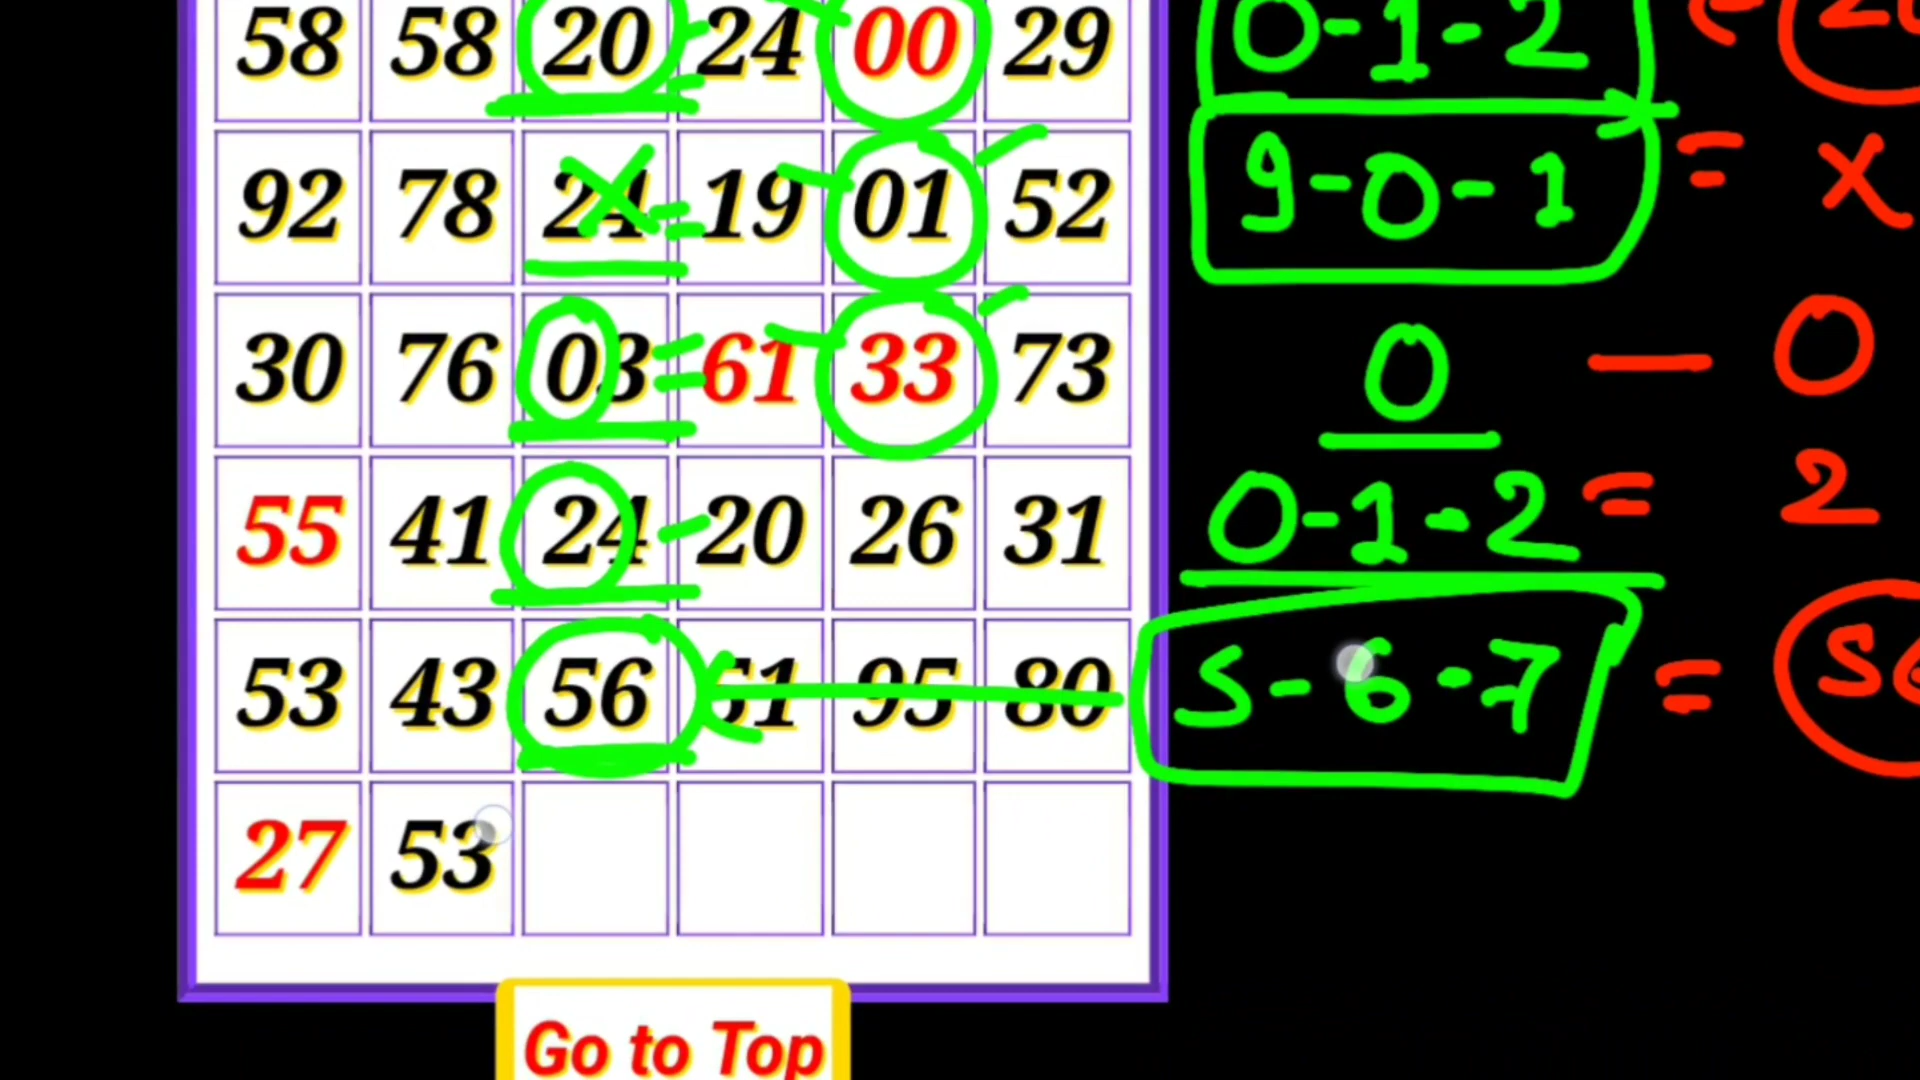 58 58 20 24 00 29 0-1-2 =
92 78 24 19 01 52 9-0-1 = x
30 76 03 61 33 73 0 — 0
55 41 24 20 26 31 0-1-2 = 2
53 43 56 51 95 80 5-6-7 = 56
27 53
Go to Top